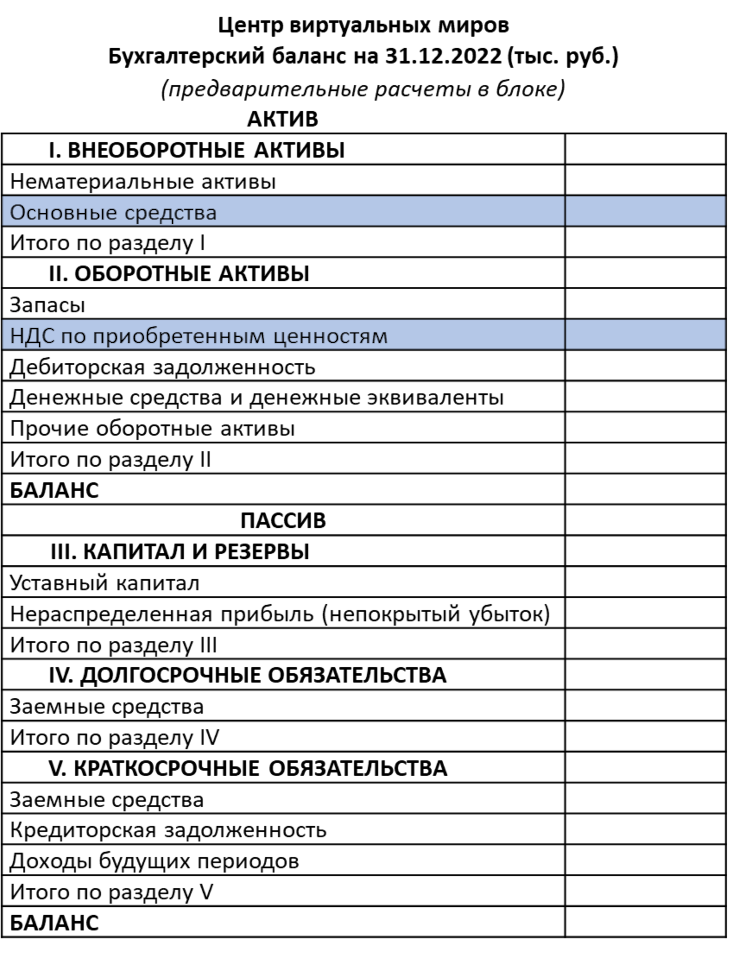 Центр виртуальных миров
Бухгалтерский баланс на 31.12.2022 (тыс. руб.)
(предварительные расчеты в блоке)
АКТИВ
I. ВНЕОБОРОТНЫЕ АКТИВЫ
Нематериальные активы
Основные средства
Итого по разделу I
II. ОБОРОТНЫЕ АКТИВЫ
Запасы
НДС по приобретенным ценностям
Дебиторская задолженность
Денежные средства и денежные эквиваленты
Прочие оборотные активы
Итого по разделу II
БАЛАНС
ПАССИВ
III. КАПИТАЛ И РЕЗЕРВЫ
Уставный капитал
Нераспределенная прибыль (непокрытый убыток)
Итого по разделу III
IV. ДОЛГОСРОЧНЫЕ ОБЯЗАТЕЛЬСТВА
Заемные средства
Итого по разделу IV
V. КРАТКОСРОЧНЫЕ ОБЯЗАТЕЛЬСТВА
Заемные средства
Кредиторская задолженность
Доходы будущих периодов
Итого по разделу V
БАЛАНС